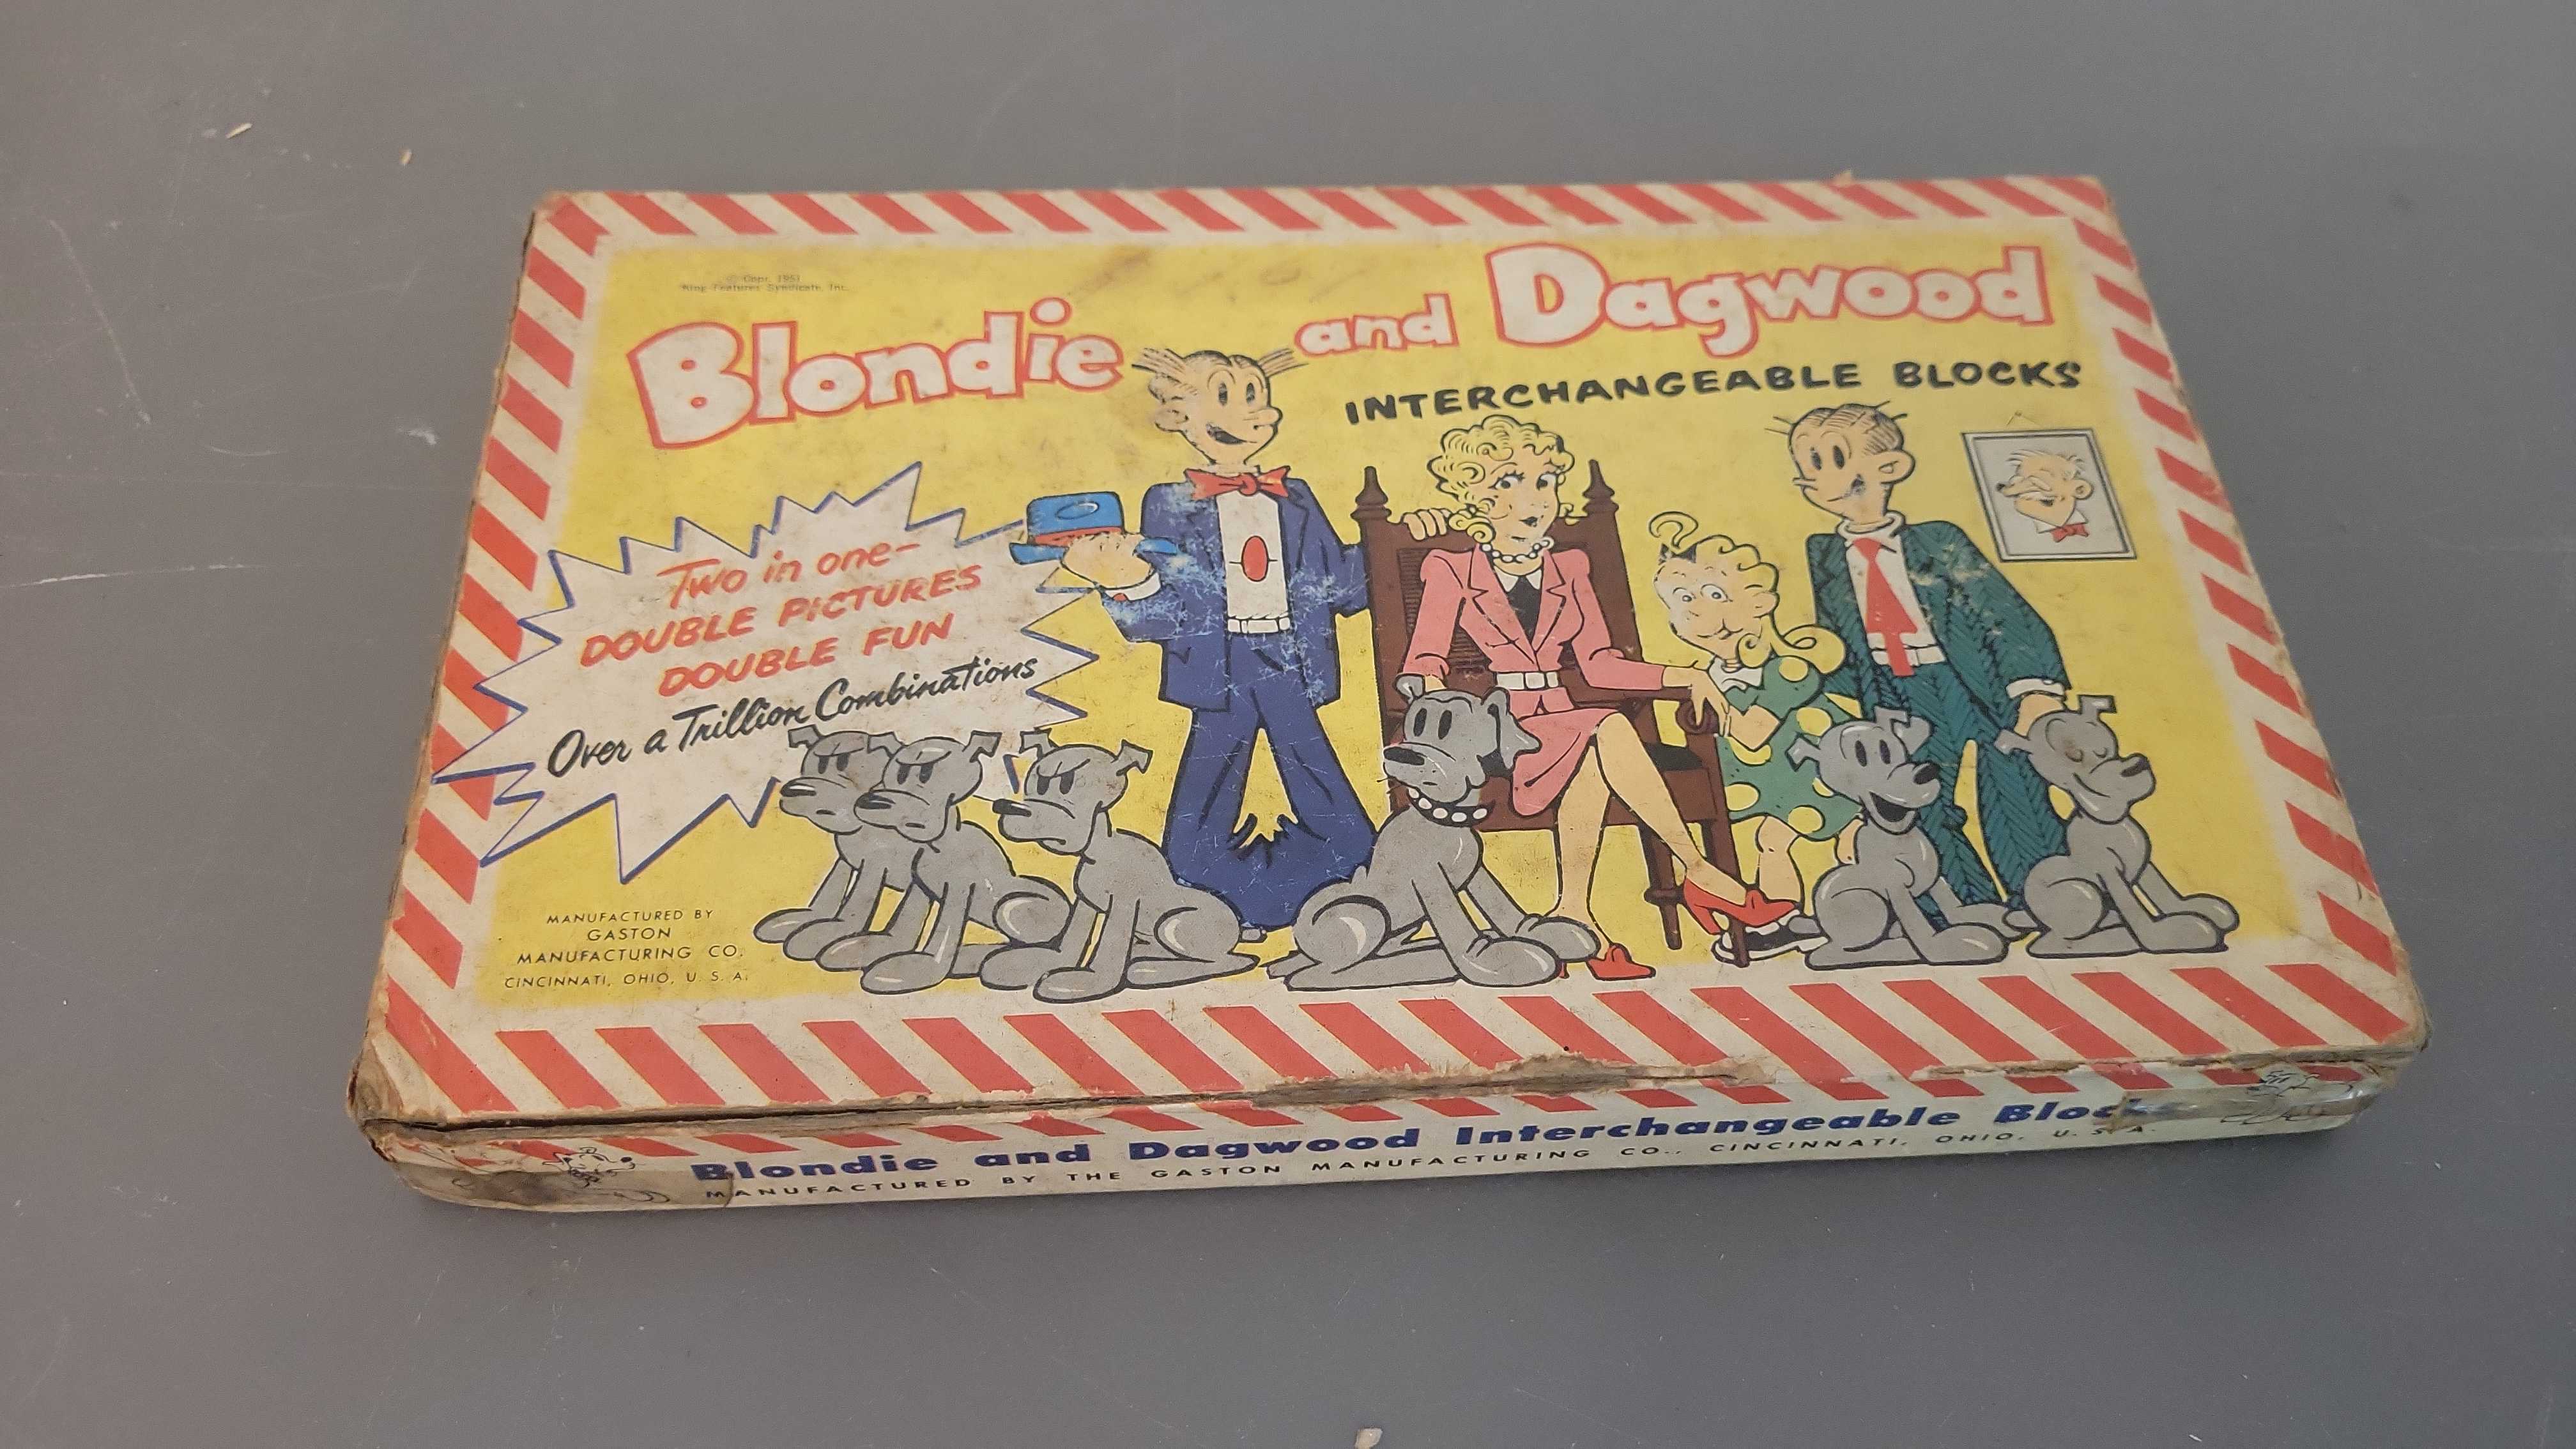 © Copr. 1951
King Features Syndicate, Inc.
Blondie and Dagwood
INTERCHANGEABLE BLOCKS
Two in one-
DOUBLE PICTURES
DOUBLE FUN
Over a Trillion Combinations
MANUFACTURED BY
GASTON
MANUFACTURING CO.
CINCINNATI, OHIO, U. S. A.
Blondie and Dagwood Interchangeable Blocks
MANUFACTURED BY THE GASTON MANUFACTURING CO., CINCINNATI, OHIO, U. S. A.